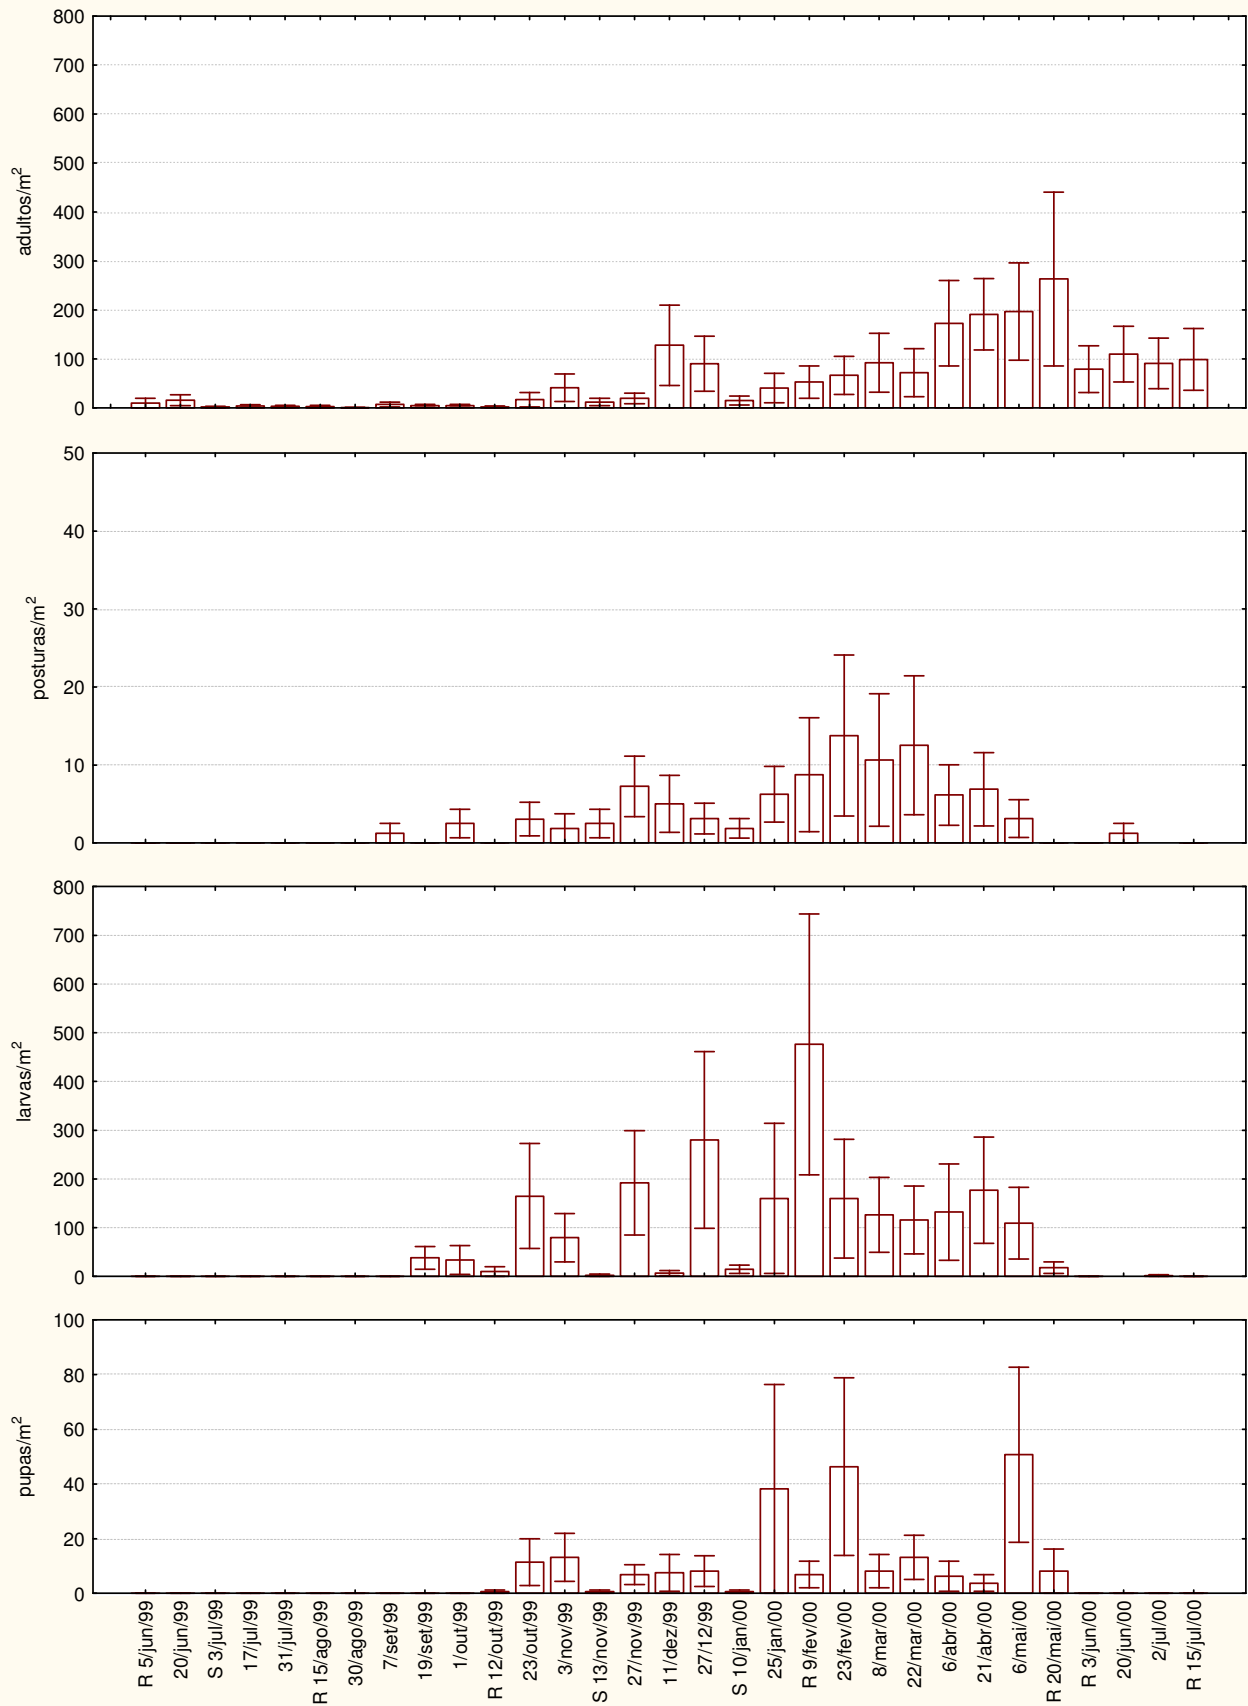 800
700
600
500
400
300
200
100
0
adultos/m²
50
40
30
20
10
0
posturas/m²
800
700
600
500
400
300
200
100
0
larvas/m²
100
80
60
40
20
0
pupas/m²
R 5/jun/99
20/jun/99
S 3/jul/99
17/jul/99
31/jul/99
R 15/ago/99
30/ago/99
7/set/99
19/set/99
1/out/99
R 12/out/99
23/out/99
3/nov/99
S 13/nov/99
27/nov/99
11/dez/99
27/12/99
S 10/jan/00
25/jan/00
R 9/fev/00
23/fev/00
8/mar/00
22/mar/00
6/abr/00
21/abr/00
6/mai/00
R 20/mai/00
R 3/jun/00
20/jun/00
2/jul/00
R 15/jul/00